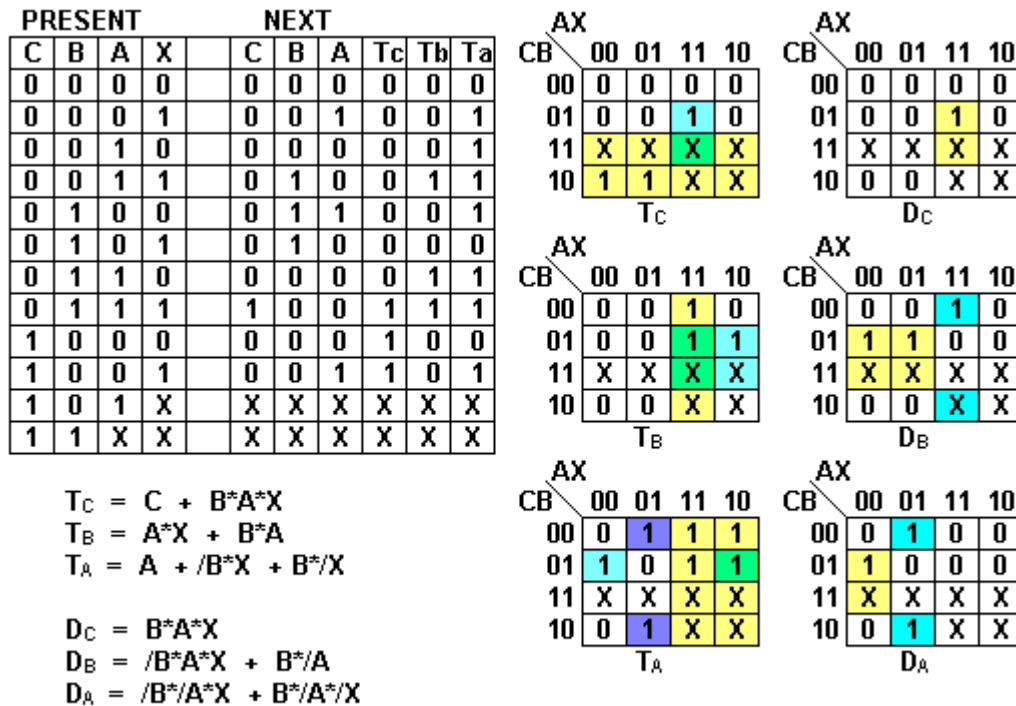 PRESENT NEXT
C B A X C B A Tc Tb Ta
0 0 0 0 0 0 0 0 0 0
0 0 0 1 0 0 1 0 0 1
0 0 1 0 0 0 0 0 0 1
0 0 1 1 0 1 0 0 1 1
0 1 0 0 0 1 1 0 0 1
0 1 0 1 0 1 0 0 0 0
0 1 1 0 0 0 0 0 1 1
0 1 1 1 1 0 0 1 1 1
1 0 0 0 0 0 0 1 0 0
1 0 0 1 0 0 1 1 0 1
1 0 1 X X X X X X X
1 1 X X X X X X X X
TC = C + B*A*X
TB = A*X + B*A
TA = A + /B*X + B*/X
DC = B*A*X
DB = /B*A*X + B*/A
DA = /B*/A*X + B*/A*/X
AX
CB 00 01 11 10
00 0 0 0 0
01 0 0 1 0
11 X X X X
10 1 1 X X
TC
AX
CB 00 01 11 10
00 0 0 0 0
01 0 0 1 0
11 X X X X
10 0 0 X X
DC
AX
CB 00 01 11 10
00 0 0 1 0
01 0 0 1 1
11 X X X X
10 0 0 X X
TB
AX
CB 00 01 11 10
00 0 0 1 0
01 1 1 0 0
11 X X X X
10 0 0 X X
DB
AX
CB 00 01 11 10
00 0 1 1 1
01 1 0 1 1
11 X X X X
10 0 1 X X
TA
AX
CB 00 01 11 10
00 0 1 0 0
01 1 0 0 0
11 X X X X
10 0 1 X X
DA